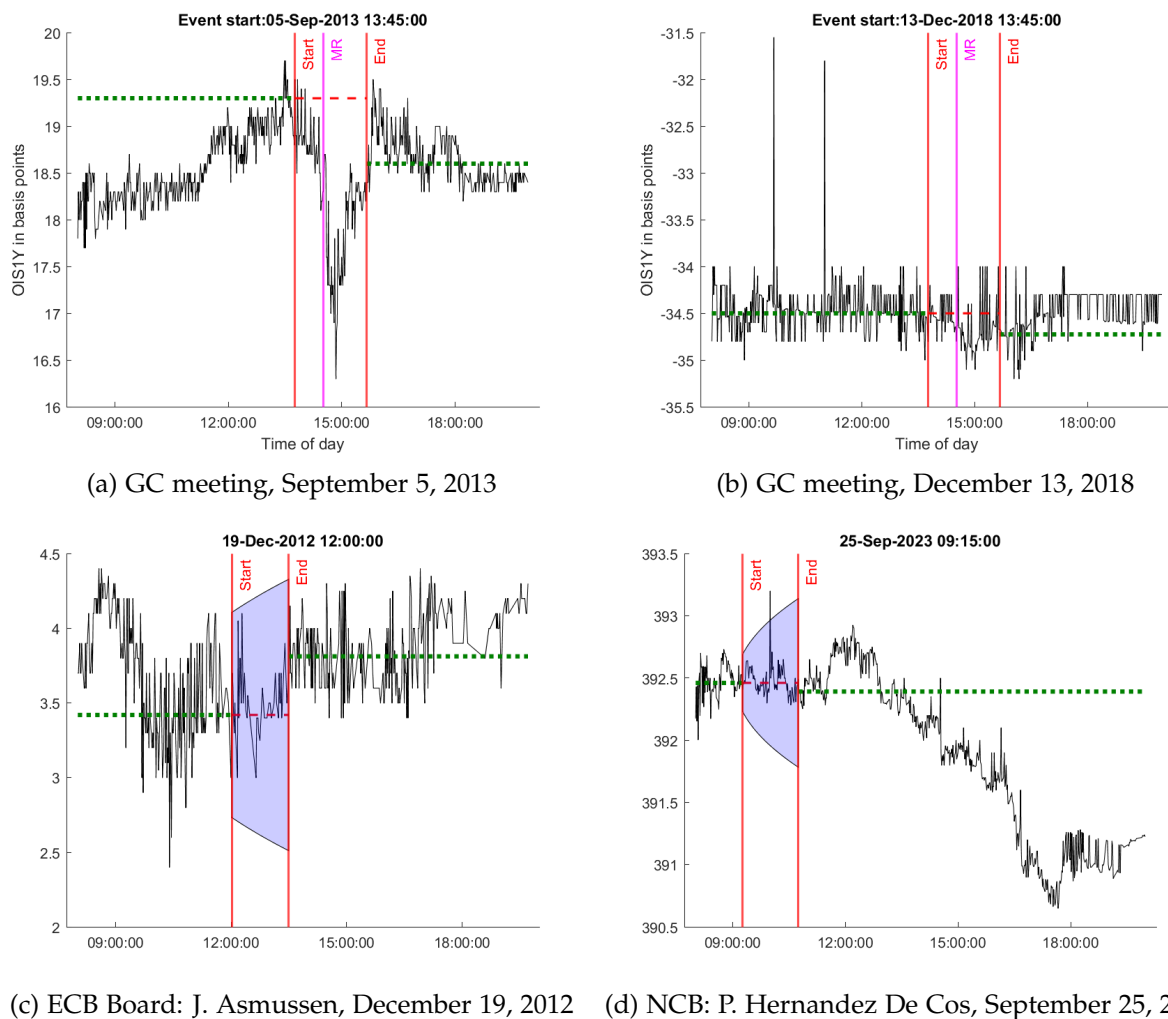 Event start:05-Sep-2013 13:45:00
20
19.5
19
18.5
18
17.5
17
16.5
16
OIS1Y in basis points
Start
MR
End
09:00:00 12:00:00 15:00:00 18:00:00
Time of day
(a) GC meeting, September 5, 2013
Event start:13-Dec-2018 13:45:00
-31.5
-32
-32.5
-33
-33.5
-34
-34.5
-35
-35.5
OIS1Y in basis points
Start
MR
End
09:00:00 12:00:00 15:00:00 18:00:00
Time of day
(b) GC meeting, December 13, 2018
19-Dec-2012 12:00:00
4.5
4
3.5
3
2.5
2
Start
End
09:00:00 12:00:00 15:00:00 18:00:00
(c) ECB Board: J. Asmussen, December 19, 2012
25-Sep-2023 09:15:00
393.5
393
392.5
392
391.5
391
390.5
Start
End
09:00:00 12:00:00 15:00:00 18:00:00
(d) NCB: P. Hernandez De Cos, September 25, 2